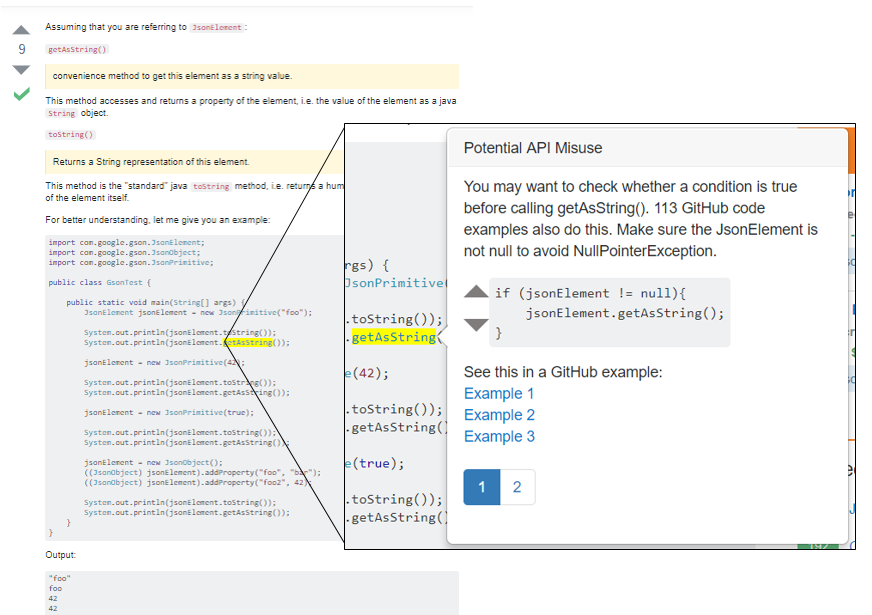 Assuming that you are referring to JsonElement:
9
getAsString()
convenience method to get this element as a string value.
This method accesses and returns a property of the element, i.e. the value of the element as a java
String object.
toString()
Returns a String representation of this element.
This method is the "standard" java toString method, i.e. returns a hum
of the element itself.
For better understanding, let me give you an example:
import com.google.gson.JsonElement;
import com.google.gson.JsonObject;
import com.google.gson.JsonPrimitive;
public class GsonTest {
public static void main(String[] args) {
JsonElement jsonElement = new JsonPrimitive("foo");
System.out.println(jsonElement.toString());
System.out.println(jsonElement.getAsString());
jsonElement = new JsonPrimitive(42);
System.out.println(jsonElement.toString());
System.out.println(jsonElement.getAsString());
jsonElement = new JsonPrimitive(true);
System.out.println(jsonElement.toString());
System.out.println(jsonElement.getAsString());
jsonElement = new JsonObject();
((JsonObject) jsonElement).addProperty("foo", "bar");
((JsonObject) jsonElement).addProperty("foo2", 42);
System.out.println(jsonElement.toString());
System.out.println(jsonElement.getAsString());
}
}
Output:
"foo"
foo
42
42
rgs) {
JsonPrimitive(
.toString());
.getAsString(
e(42);
.toString());
.getAsString()
e(true);
.toString());
.getAsString()
Potential API Misuse
You may want to check whether a condition is true
before calling getAsString(). 113 GitHub code
examples also do this. Make sure the JsonElement is
not null to avoid NullPointerException.
if (jsonElement != null){
jsonElement.getAsString();
}
See this in a GitHub example:
Example 1
Example 2
Example 3
1 2